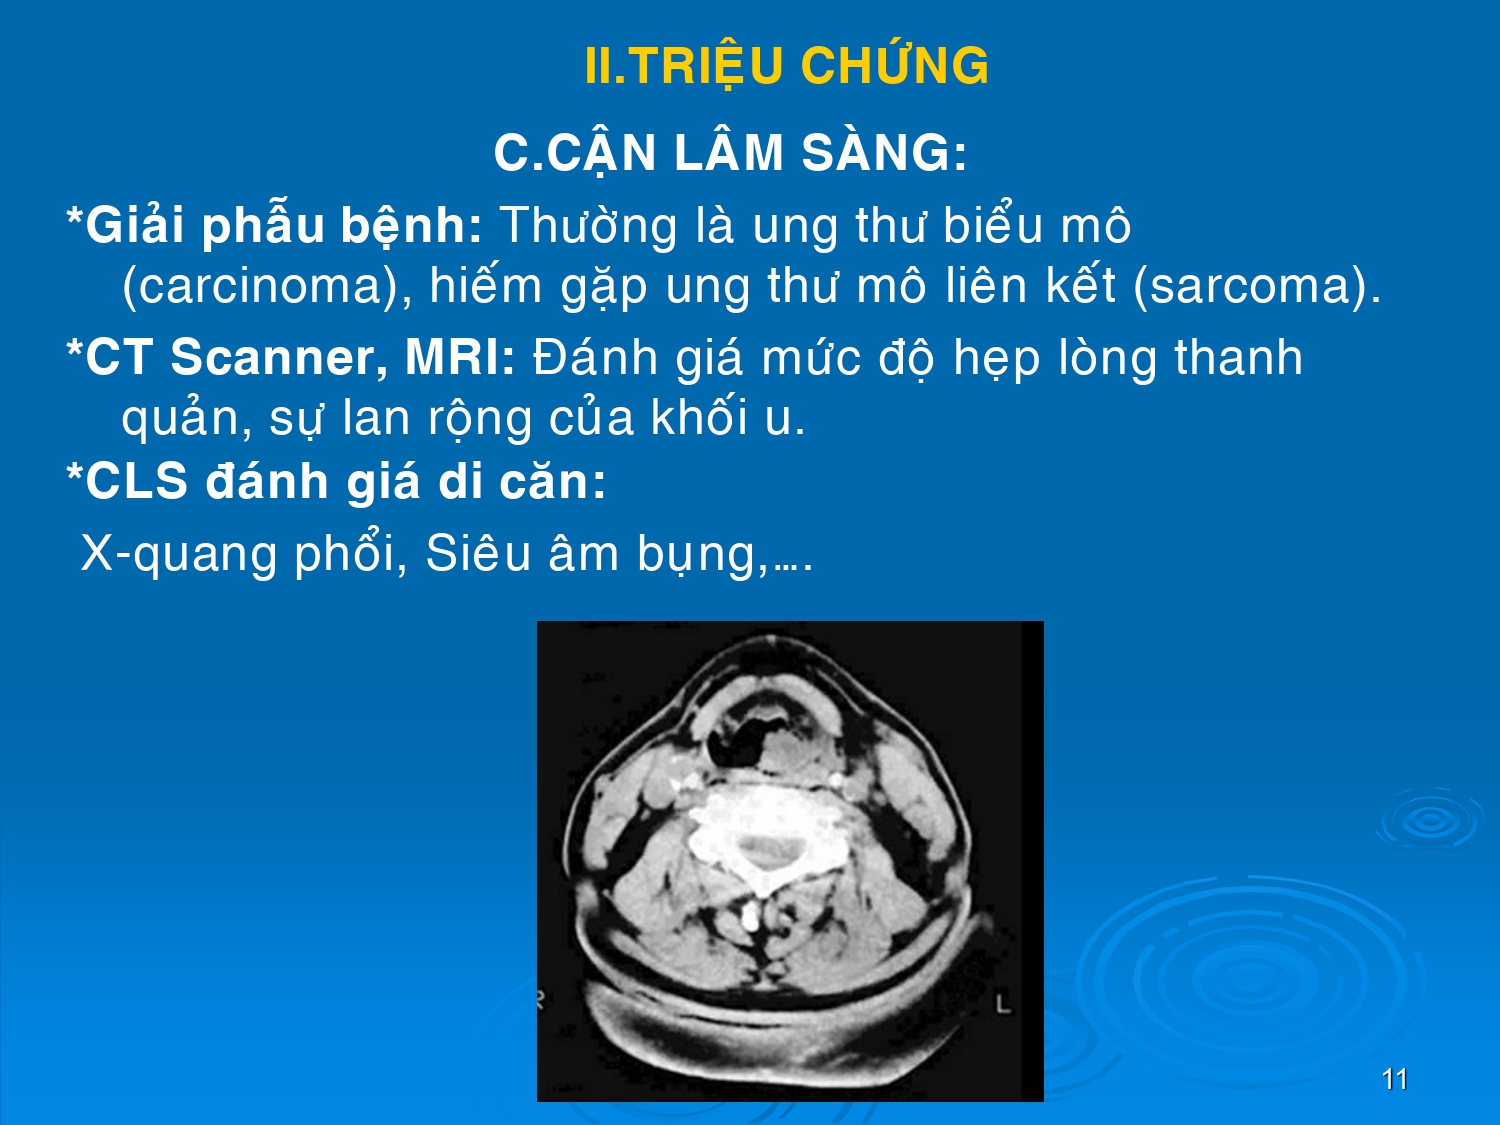 II.TRIỆU CHỨNG
C.CẬN LÂM SÀNG:
*Giải phẫu bệnh: Thường là ung thư biểu mô
(carcinoma), hiếm gặp ung thư mô liên kết (sarcoma).
*CT Scanner, MRI: Đánh giá mức độ hẹp lòng thanh
quản, sự lan rộng của khối u.
*CLS đánh giá di căn:
X-quang phổi, Siêu âm bụng,….
R
L
11